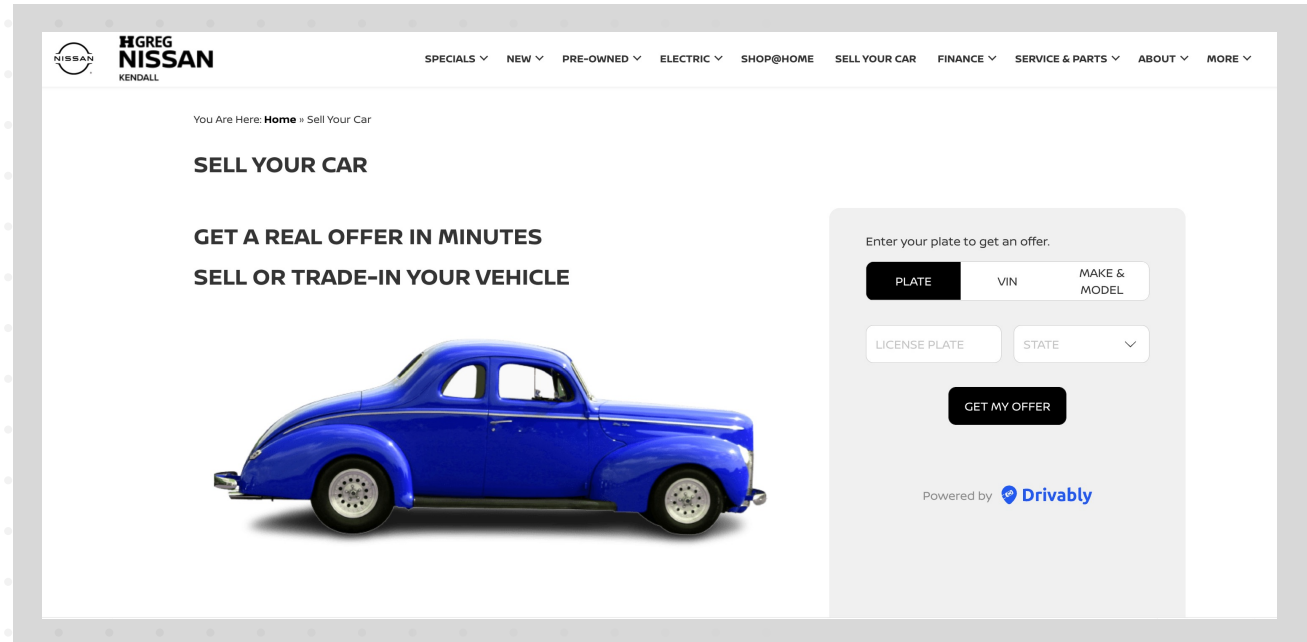 NISSAN
HGREG
NISSAN
KENDALL
SPECIALS NEW PRE-OWNED ELECTRIC SHOP@HOME SELL YOUR CAR FINANCE SERVICE & PARTS ABOUT MORE
You Are Here: Home » Sell Your Car
SELL YOUR CAR
GET A REAL OFFER IN MINUTES
SELL OR TRADE-IN YOUR VEHICLE
Enter your plate to get an offer.
PLATE VIN MAKE &
MODEL
LICENSE PLATE STATE
GET MY OFFER
Powered by Drivably